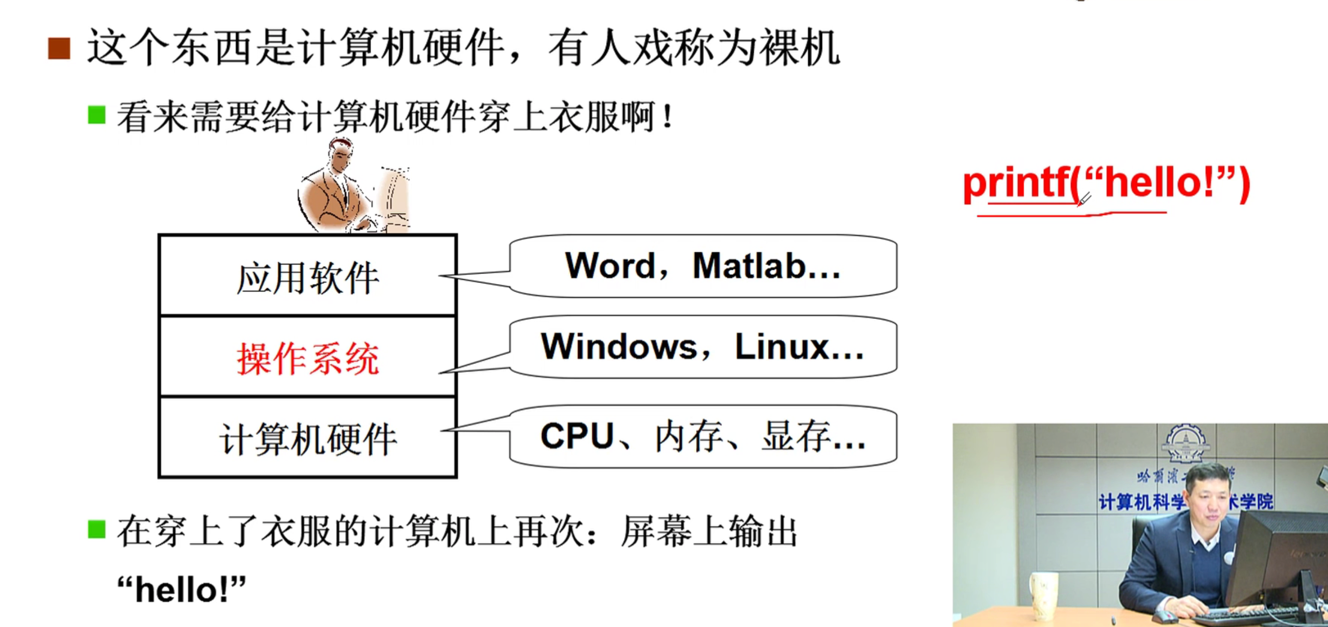 这个东西是计算机硬件，有人戏称为裸机
看来需要给计算机硬件穿上衣服啊！
printf(“hello!”)
应用软件
Word，Matlab…
操作系统
Windows，Linux…
计算机硬件
CPU、内存、显存…
在穿上了衣服的计算机上再次：屏幕上输出
“hello!”
哈爾濱
计算机科学 术学院